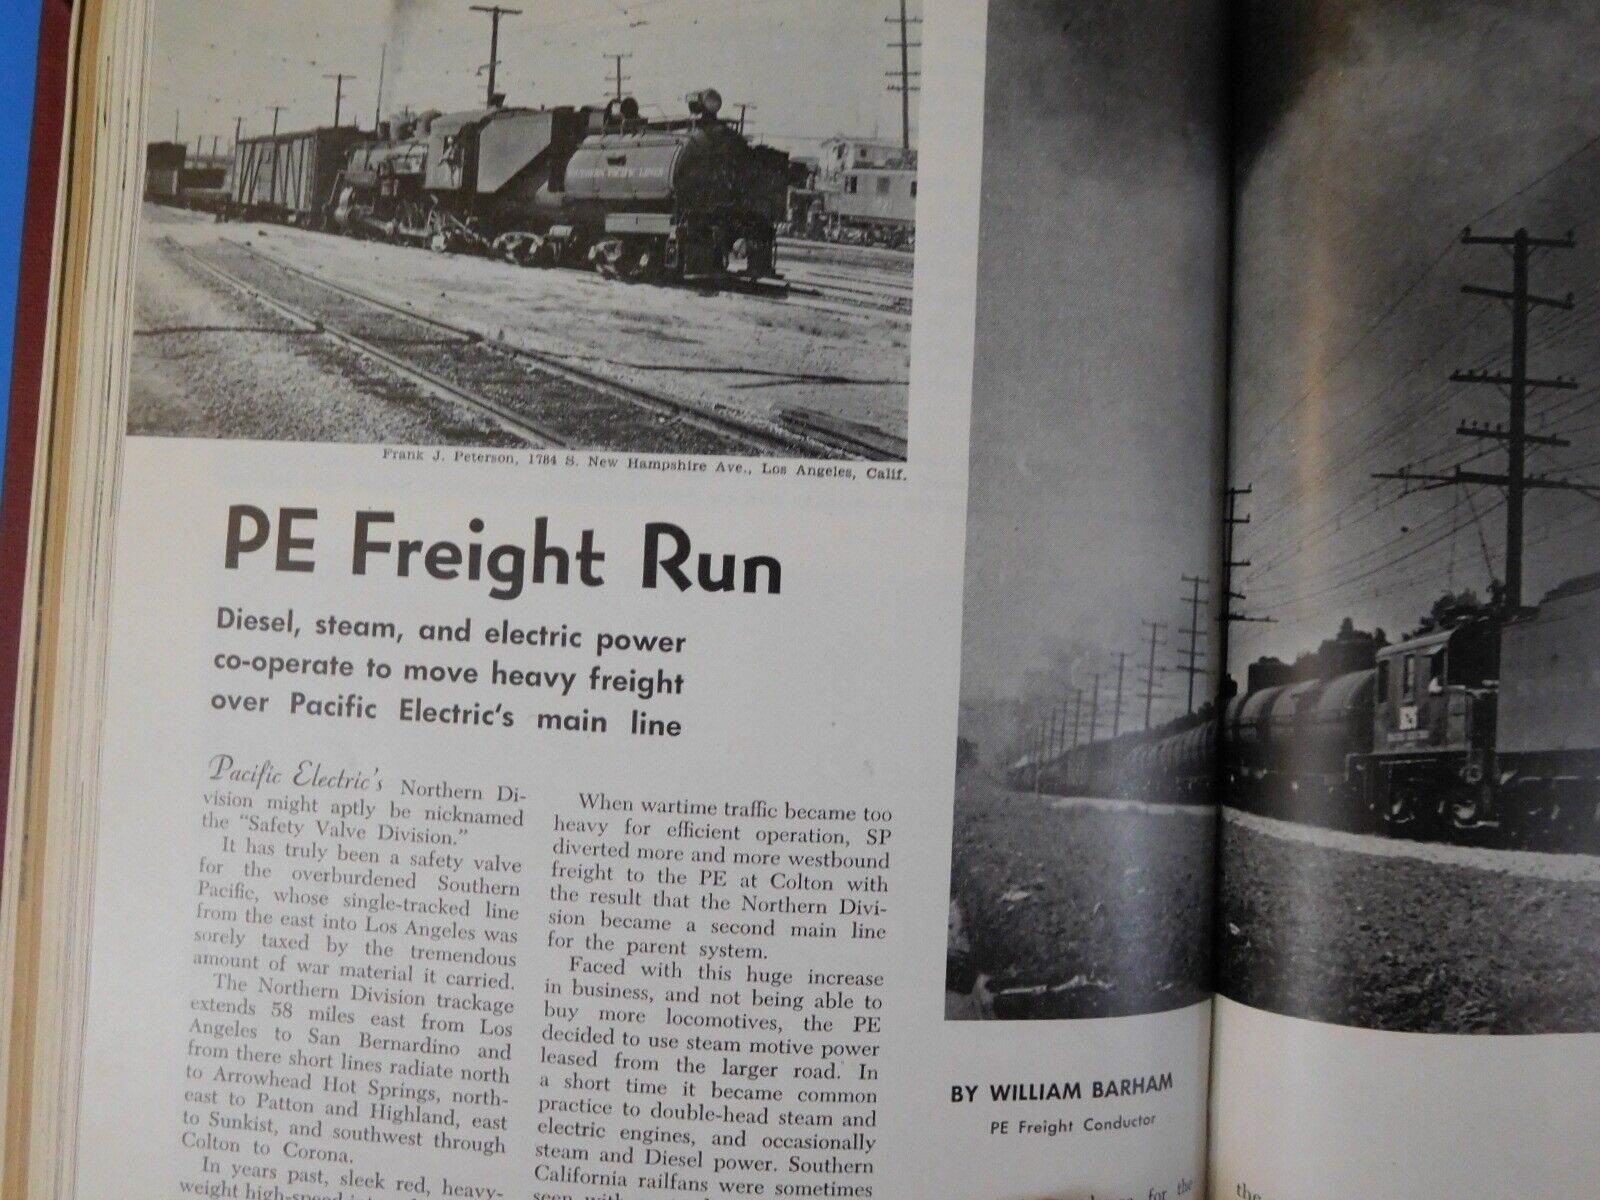 SOUTHERN PACIFIC LINES
Frank J. Peterson, 1784 S. New Hampshire Ave., Los Angeles, Calif.
PE Freight Run
Diesel, steam, and electric power
co-operate to move heavy freight
over Pacific Electric's main line
Pacific Electric's Northern Di-
vision might aptly be nicknamed
the "Safety Valve Division."
It has truly been a safety valve
for the overburdened Southern
Pacific, whose single-tracked line
from the east into Los Angeles was
sorely taxed by the tremendous
amount of war material it carried.
The Northern Division trackage
extends 58 miles east from Los
Angeles to San Bernardino and
from there short lines radiate north
to Arrowhead Hot Springs, north-
east to Patton and Highland, east
to Sunkist, and southwest through
Colton to Corona.
In years past, sleek red, heavy-
weight high-speed
When wartime traffic became too
heavy for efficient operation, SP
diverted more and more westbound
freight to the PE at Colton with
the result that the Northern Divi-
sion became a second main line
for the parent system.
Faced with this huge increase
in business, and not being able to
buy more locomotives, the PE
decided to use steam motive power
leased from the larger road. In
a short time it became common
practice to double-head steam and
electric engines, and occasionally
steam and Diesel power. Southern
California railfans were sometimes
seen with
BY WILLIAM BARHAM
PE Freight Conductor
for the
the